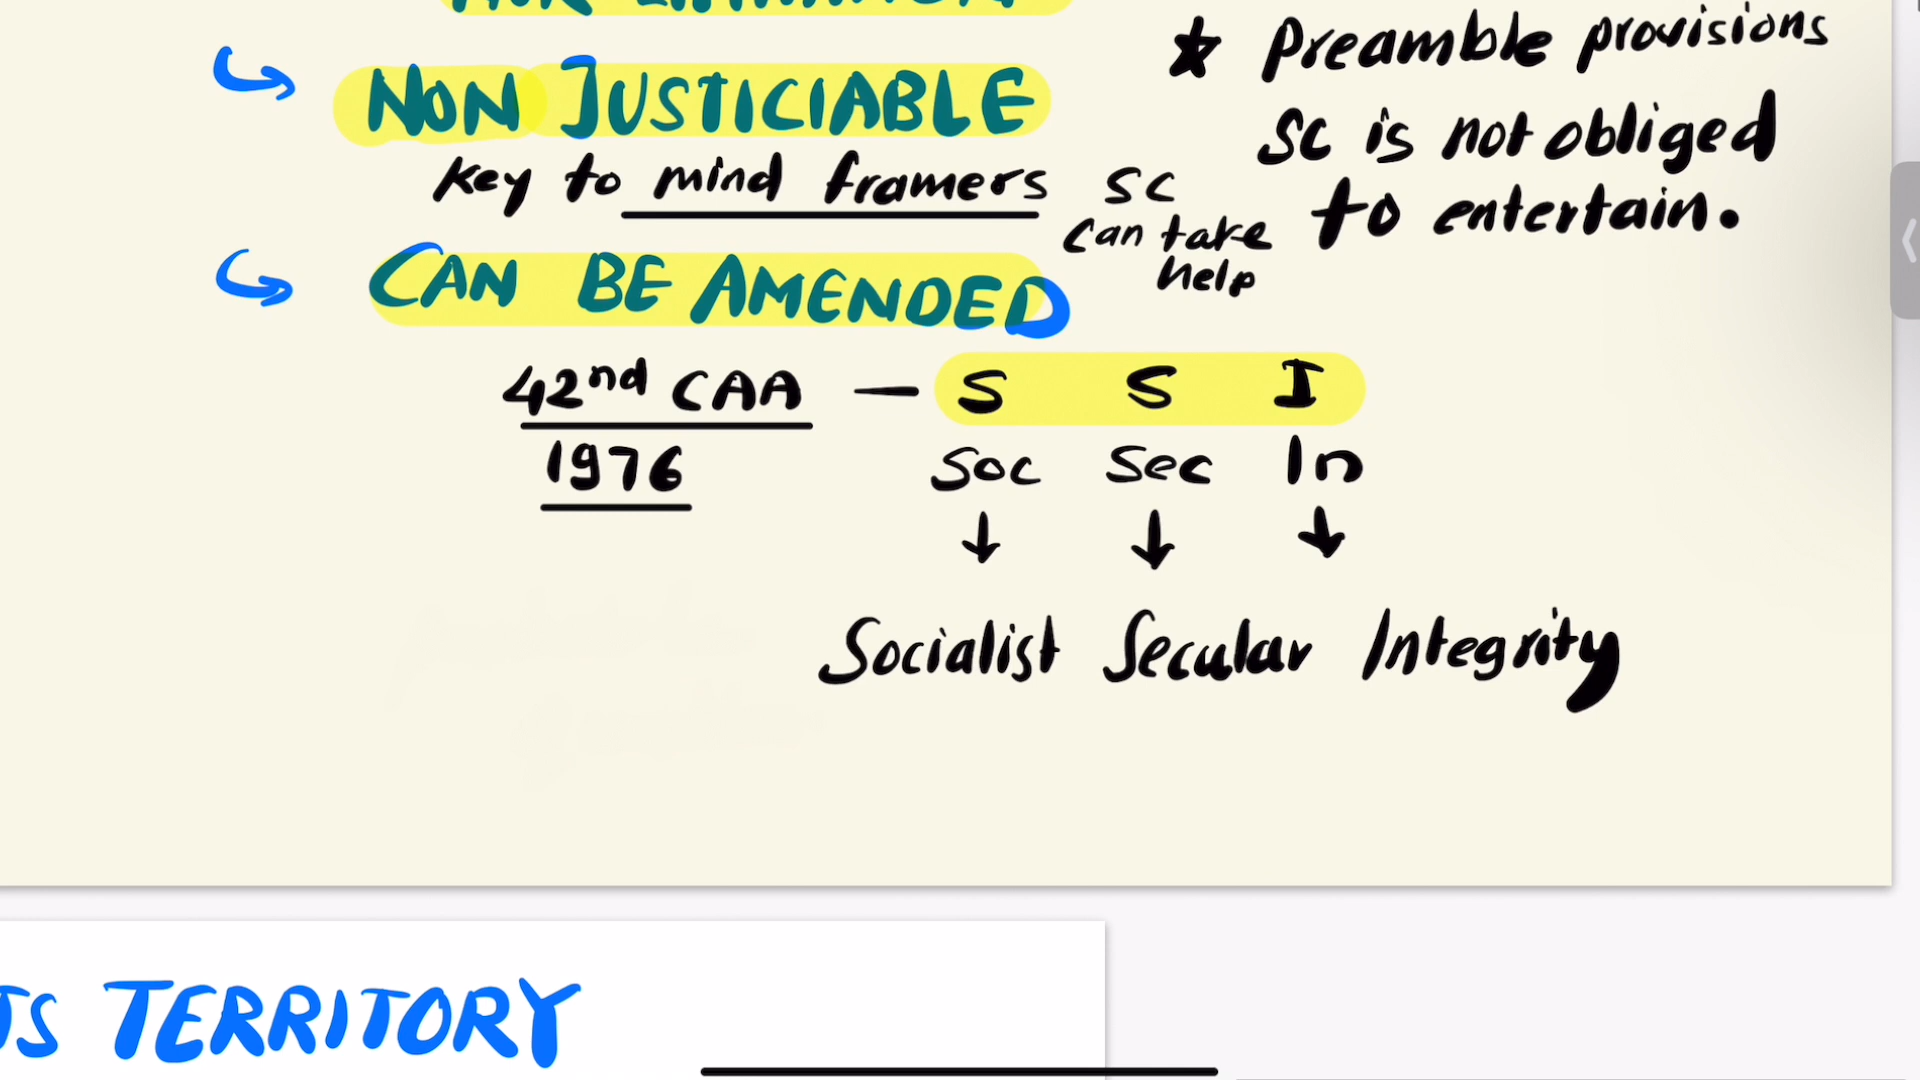 NON JUSTICIABLE
key to mind framers
SC
can take
help
★ Preamble provisions
SC is not obliged
to entertain.
CAN BE AMENDED
42nd CAA — S S I
1976
Soc Sec In
↓ ↓ ↓
Socialist Secular Integrity
TS TERRITORY